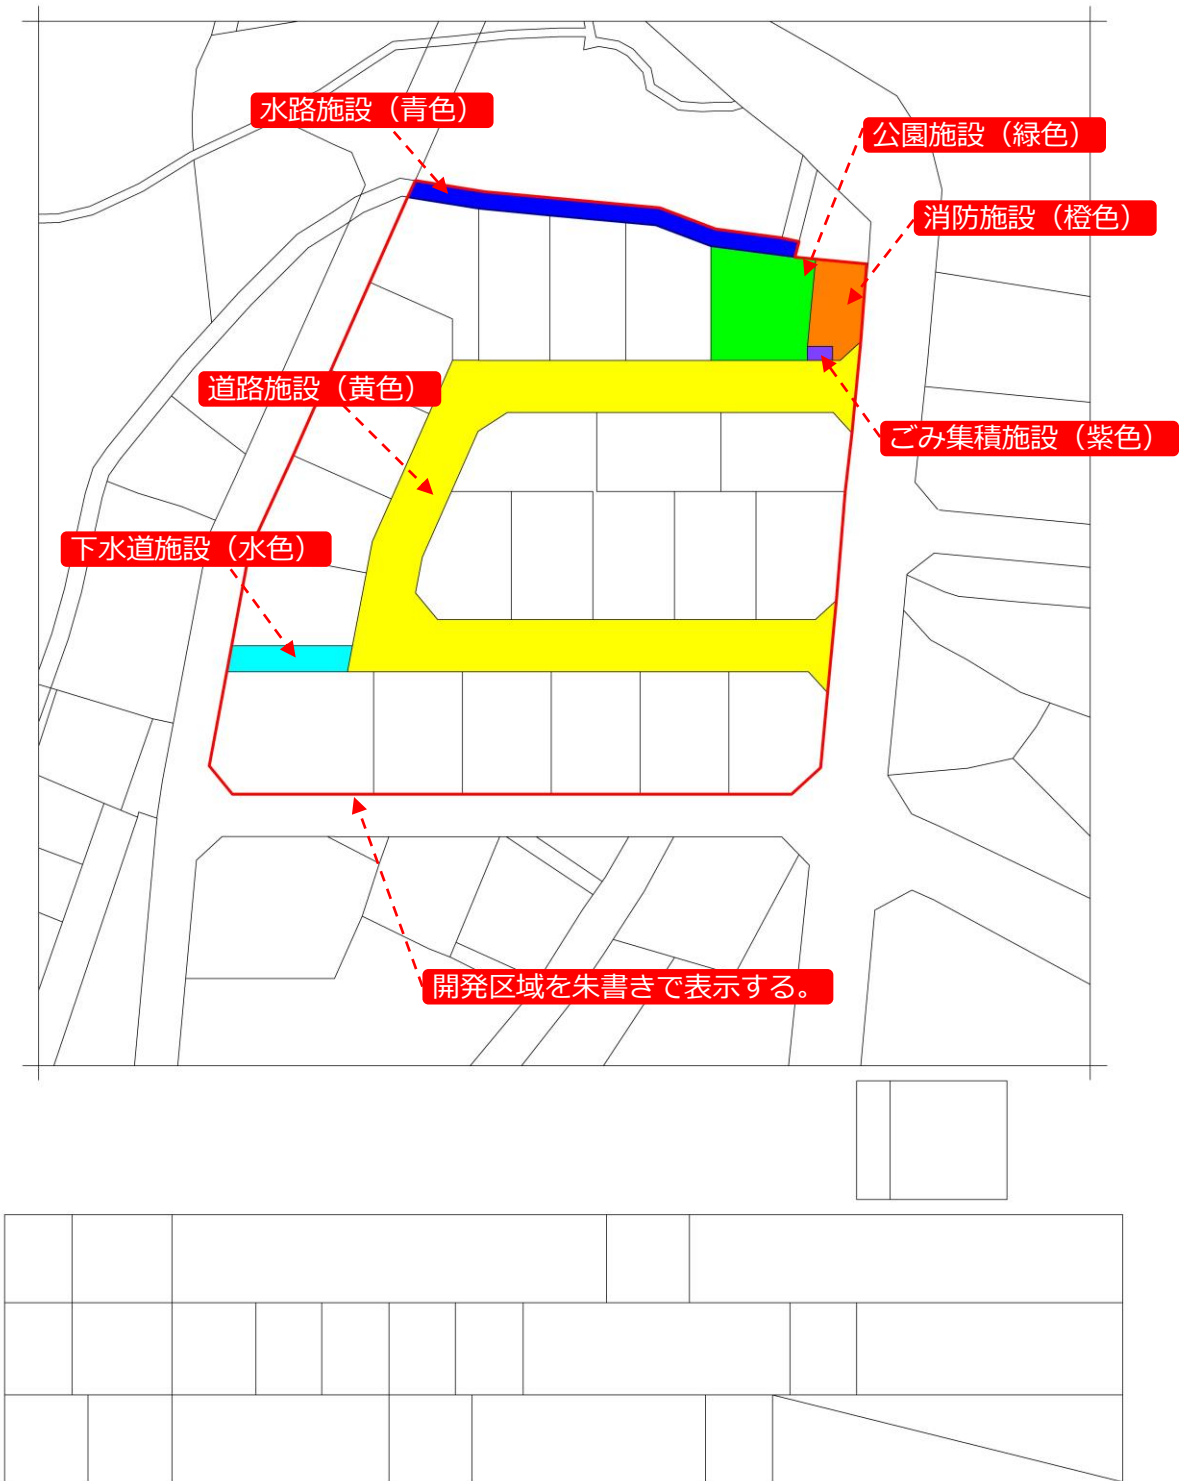 水路施設（青色）
公園施設（緑色）
消防施設（橙色）
道路施設（黄色）
ごみ集積施設（紫色）
下水道施設（水色）
開発区域を朱書きで表示する。